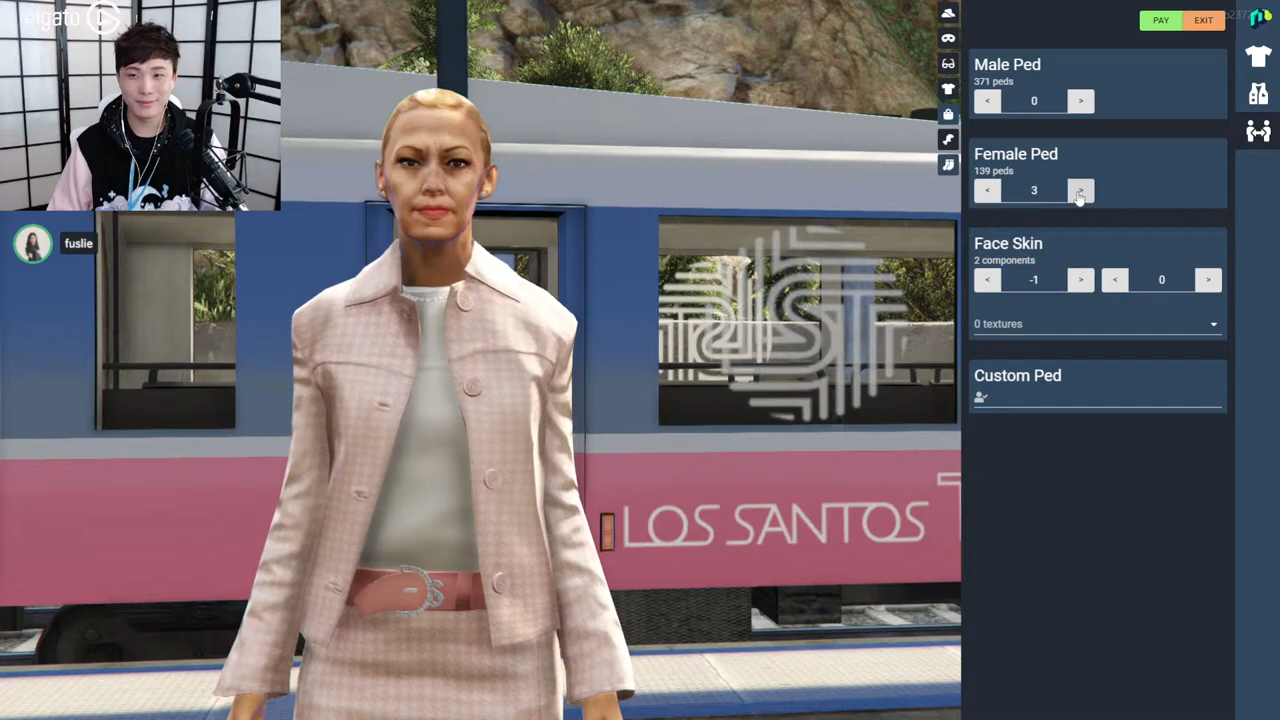 elgato
fuslie
LOS SANTOS
PAY
EXIT
Male Ped
371 peds
<
0
>
Female Ped
139 peds
<
3
>
Face Skin
2 components
<
-1
>
<
0
>
0 textures
Custom Ped